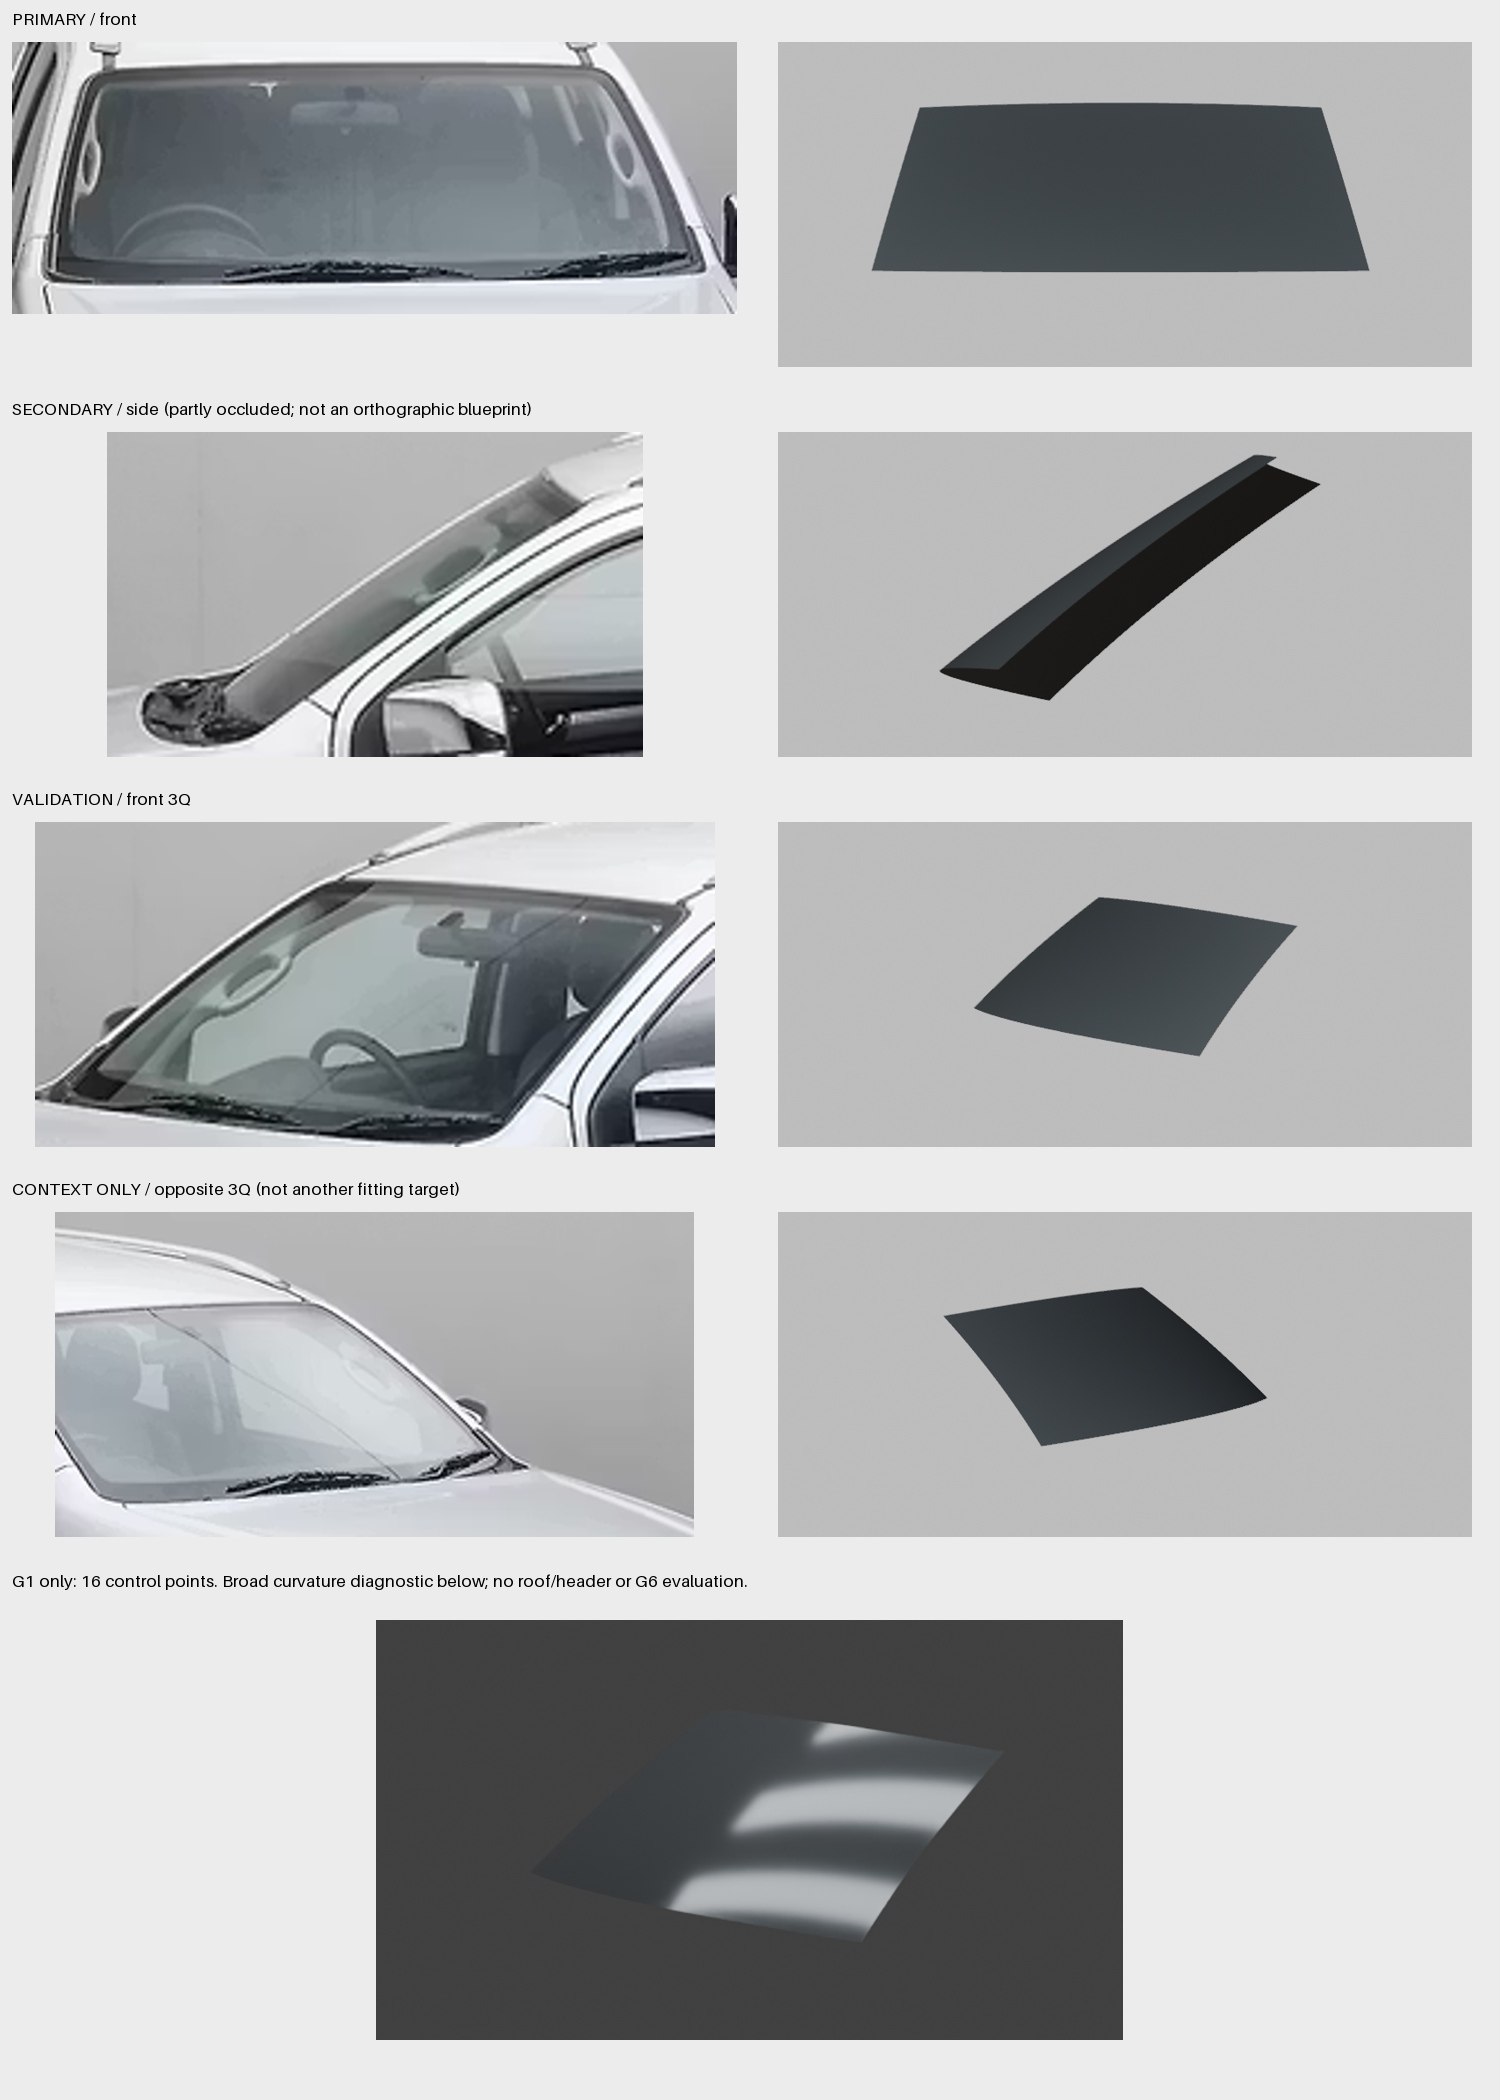 PRIMARY / front
SECONDARY / side (partly occluded; not an orthographic blueprint)
VALIDATION / front 3Q
CONTEXT ONLY / opposite 3Q (not another fitting target)
G1 only: 16 control points. Broad curvature diagnostic below; no roof/header or G6 evaluation.